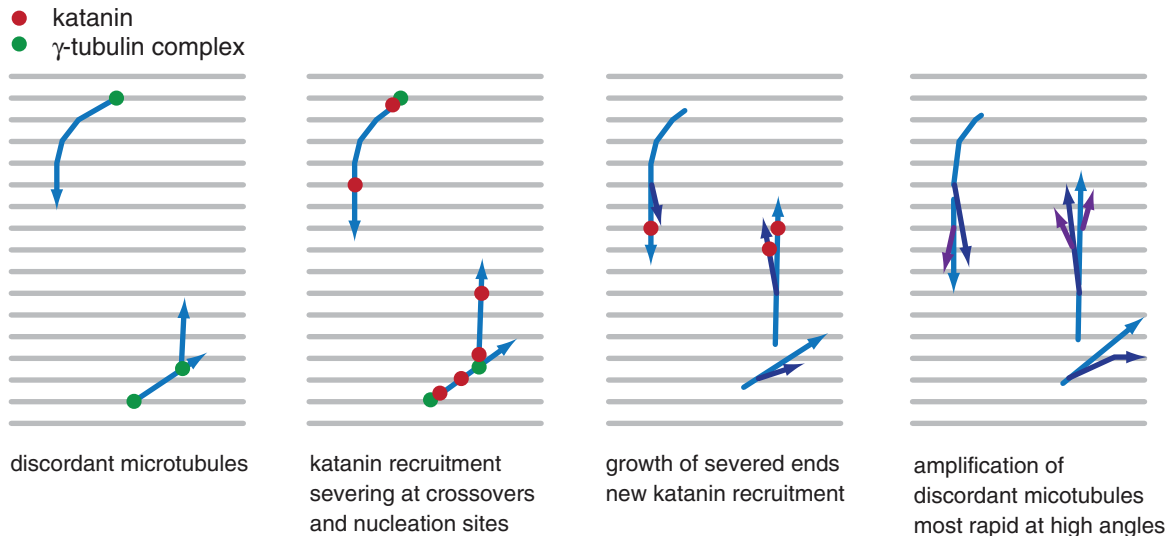 katanin
γ-tubulin complex
discordant microtubules
katanin recruitment
severing at crossovers
and nucleation sites
growth of severed ends
new katanin recruitment
amplification of
discordant micotubules
most rapid at high angles